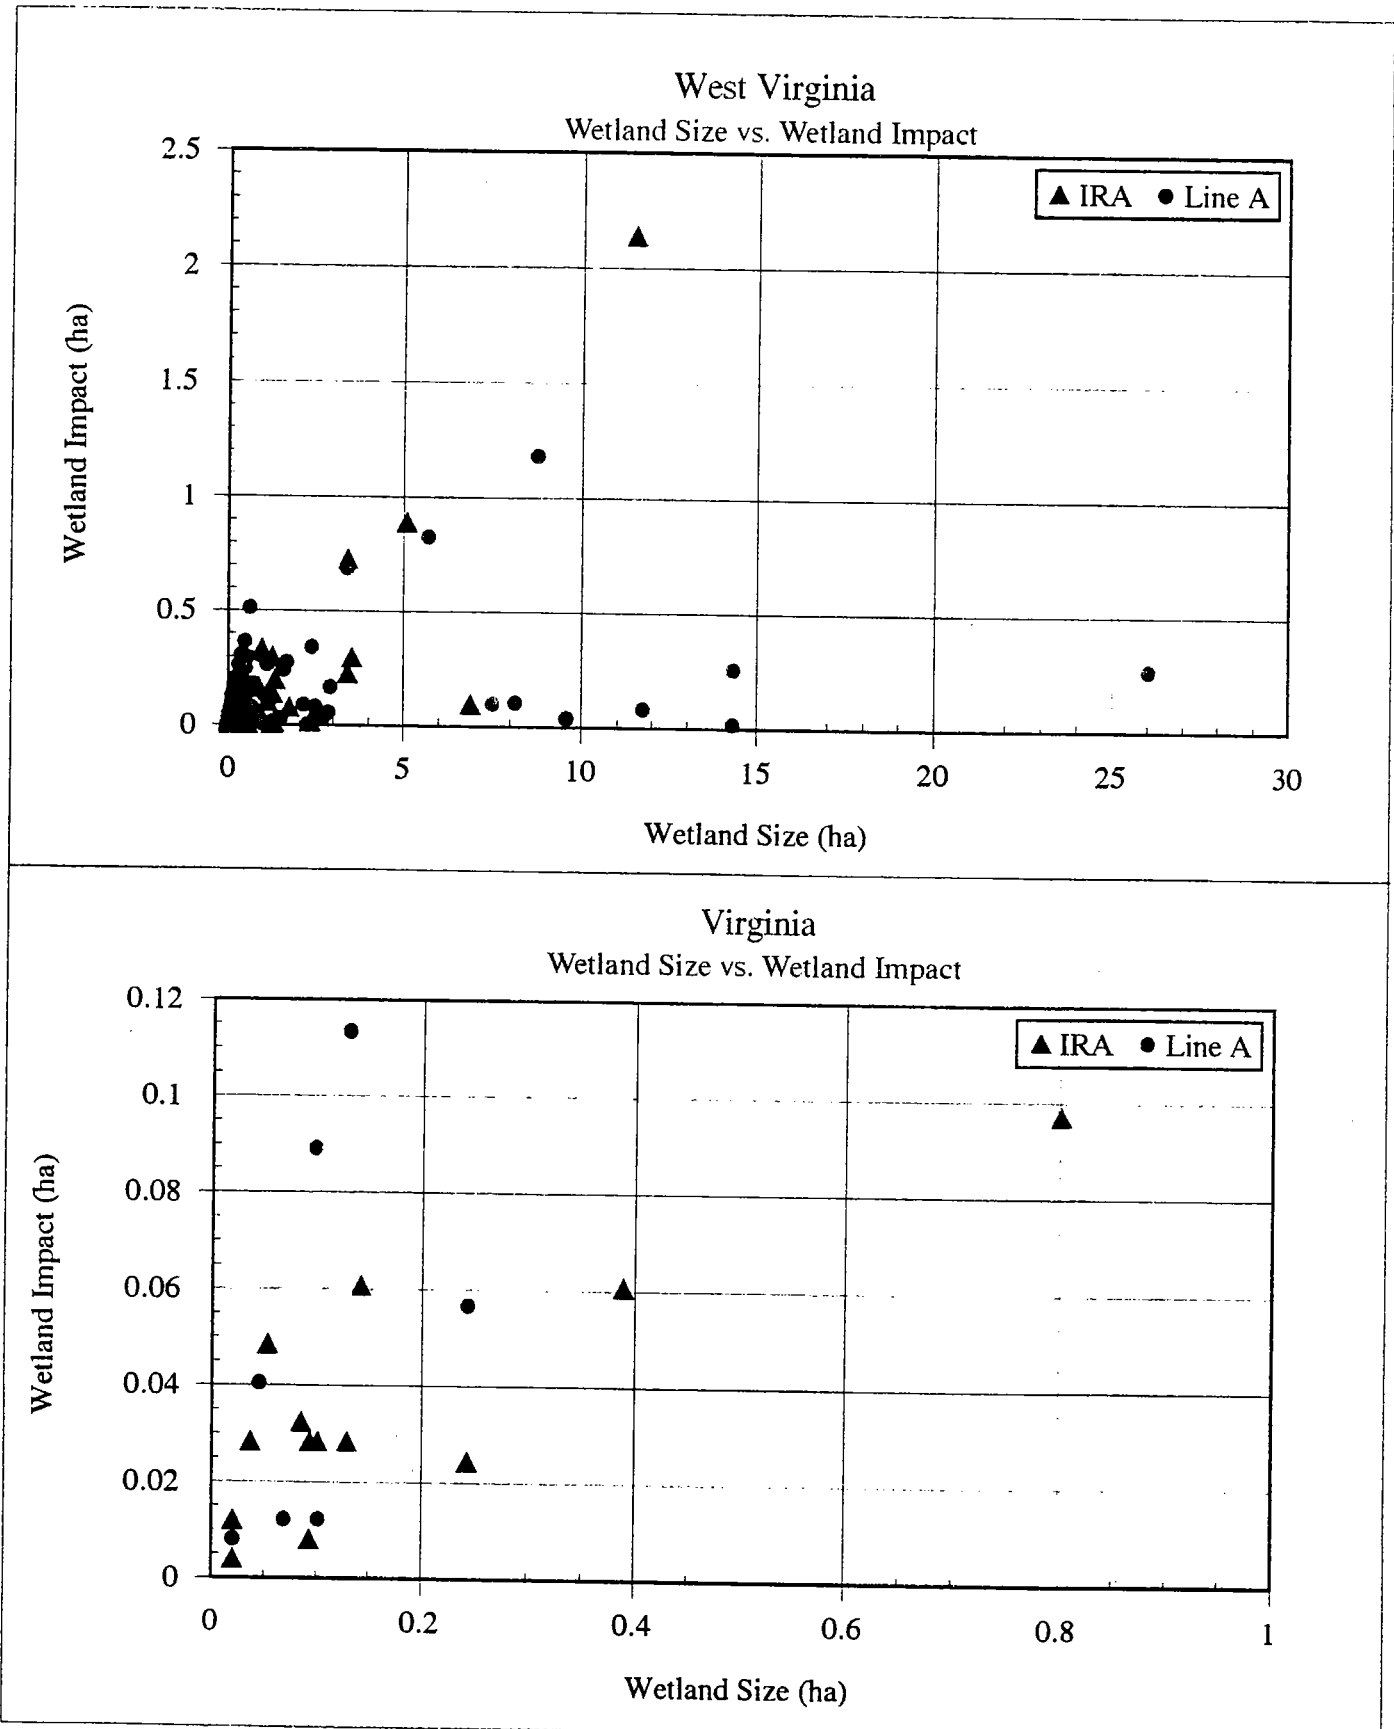 West Virginia
Wetland Size vs. Wetland Impact
2.5
2
1.5
1
0.5
0
Wetland Impact (ha)
▲ IRA ● Line A
0 5 10 15 20 25 30
Wetland Size (ha)
Virginia
Wetland Size vs. Wetland Impact
0.12
0.1
0.08
0.06
0.04
0.02
0
Wetland Impact (ha)
▲ IRA ● Line A
0 0.2 0.4 0.6 0.8 1
Wetland Size (ha)